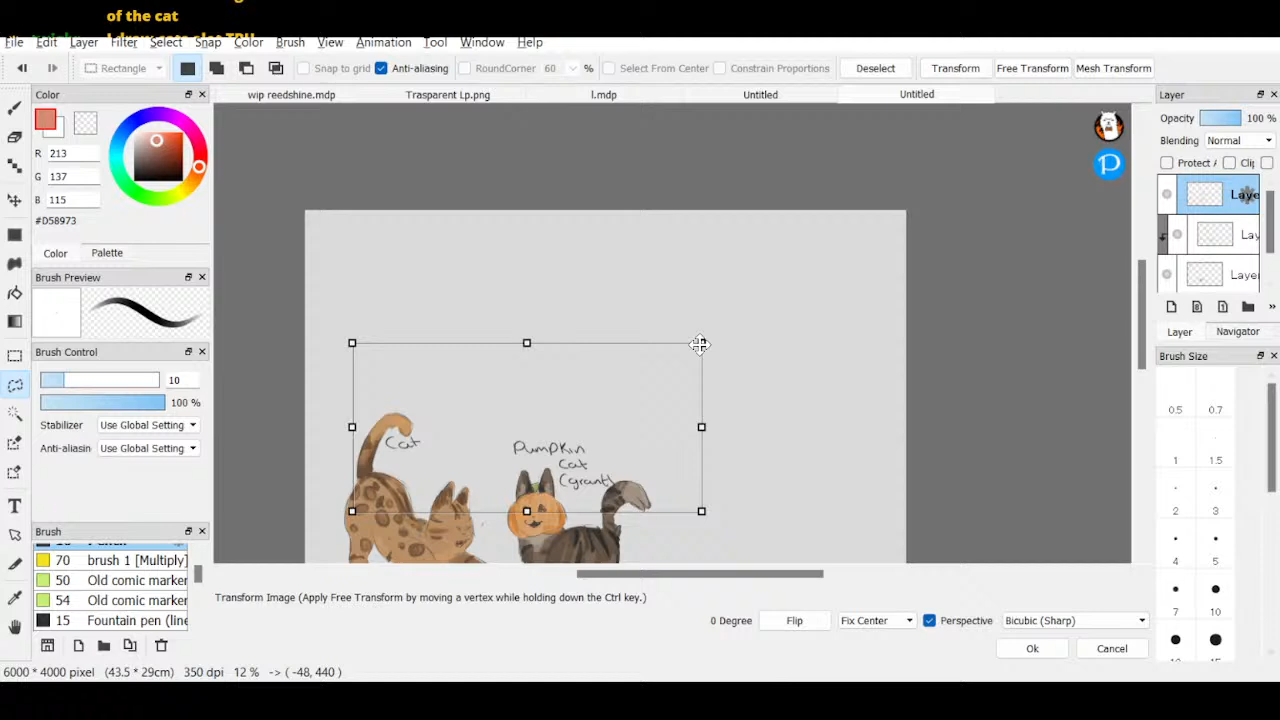 of the cat
File Edit Layer Filter Select Snap Color Brush View Animation Tool Window Help
Rectangle Snap to grid Anti-aliasing RoundCorner 60 % Select From Center Constrain Proportions Deselect Transform Free Transform Mesh Transform
Color
wip reedshine.mdp Trasparent Lp.png l.mdp Untitled Untitled
Layer
Opacity 100 %
Blending Normal
Protect Clip
R 213
G 137
B 115
#D58973
Color Palette
Brush Preview
Brush Control
10
100 %
Stabilizer Use Global Setting
Anti-aliasin Use Global Setting
Brush
70 brush 1 [Multiply]
50 Old comic marker
54 Old comic marker
15 Fountain pen (line
Cat
Pumpkin
Cat
(grant)
Laye
Lay
Layer
Layer Navigator
Brush Size
0.5 0.7
1 1.5
2 3
4 5
7 10
Transform Image (Apply Free Transform by moving a vertex while holding down the Ctrl key.)
0 Degree Flip Fix Center Perspective Bicubic (Sharp)
Ok Cancel
6000 * 4000 pixel (43.5 * 29cm) 350 dpi 12 % -> ( -48, 440 )